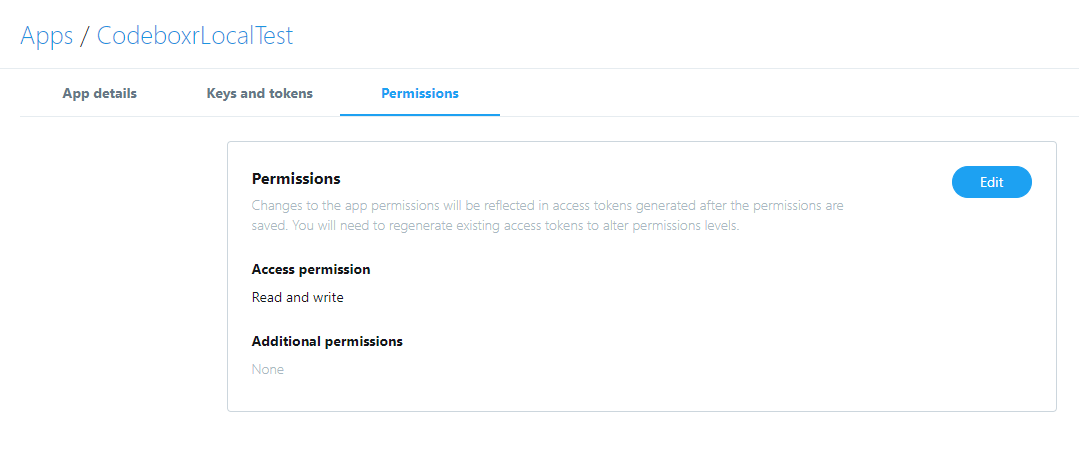 Apps / CodeboxrLocalTest
App details Keys and tokens Permissions
Permissions
Edit
Changes to the app permissions will be reflected in access tokens generated after the permissions are
saved. You will need to regenerate existing access tokens to alter permissions levels.
Access permission
Read and write
Additional permissions
None